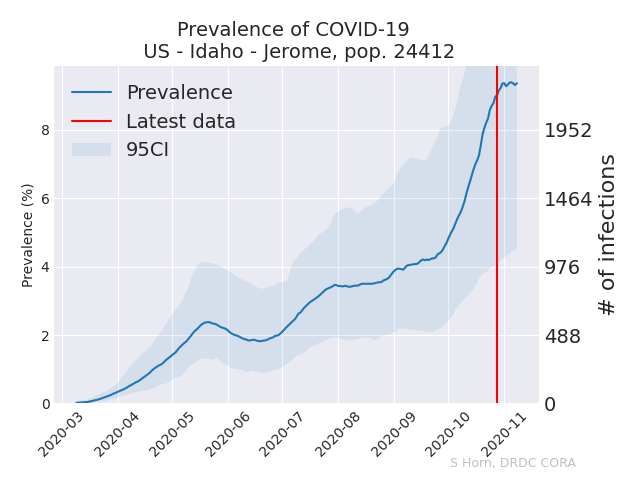 Prevalence of COVID-19
US - Idaho - Jerome, pop. 24412
Prevalence
Latest data
95CI
Prevalence (%)
8
6
4
2
0
1952
1464
976
488
0
# of infections
2020-03
2020-04
2020-05
2020-06
2020-07
2020-08
2020-09
2020-10
2020-11
S Horn, DRDC CORA